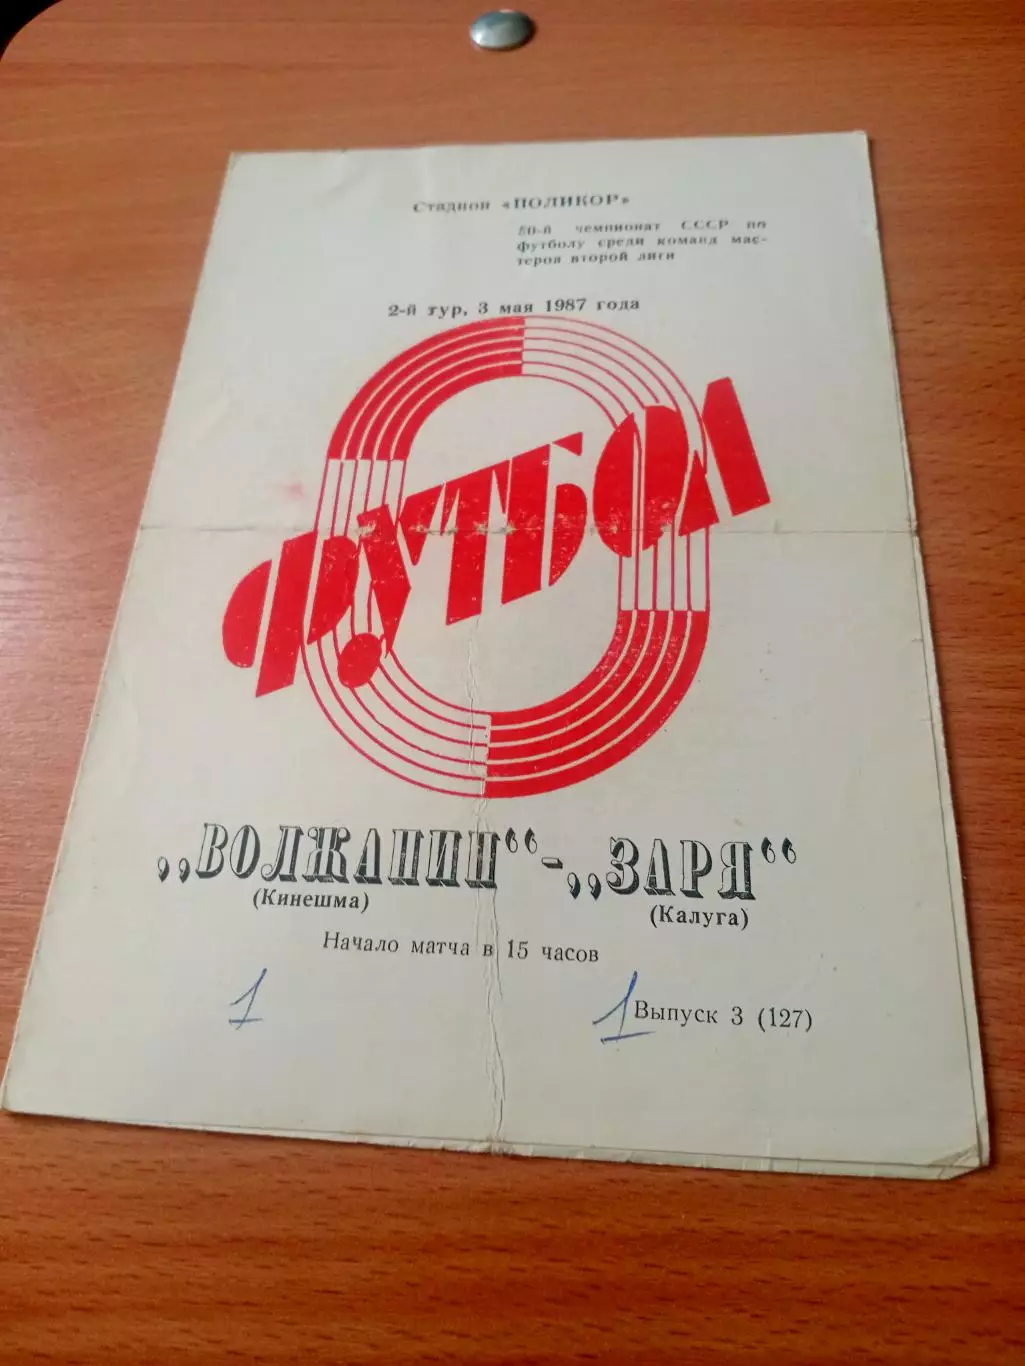 Стадион «ПОЛИКОР»
50-й чемпионат СССР по
футболу среди команд мас-
теров второй лиги
2-й тур, 3 мая 1987 года
ФУТБОЛ
„ВОЛЖАНИН“ - „ЗАРЯ“
(Кинешма) (Калуга)
Начало матча в 15 часов
1 1
Выпуск 3 (127)